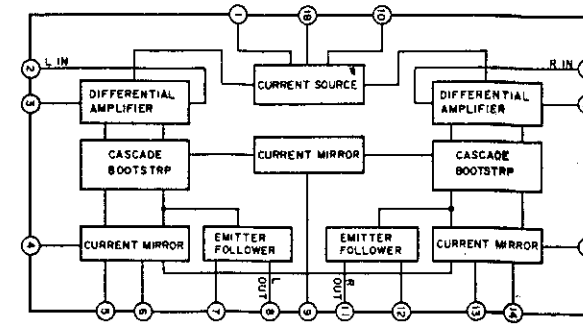 1
18
10
2
L IN
R IN
3
DIFFERENTIAL
AMPLIFIER
CURRENT SOURCE
DIFFERENTIAL
AMPLIFIER
CASCADE
BOOTSTRP
CURRENT MIRROR
CASCADE
BOOTSTRP
4
CURRENT MIRROR
EMITTER
FOLLOWER
EMITTER
FOLLOWER
CURRENT MIRROR
L
OUT
R
OUT
5
6
7
8
9
11
12
13
14